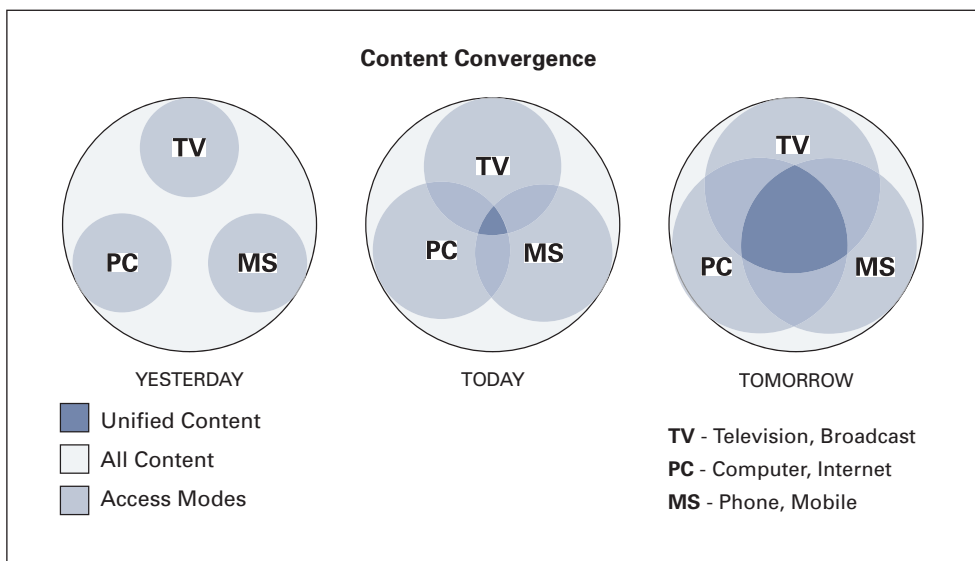 Content Convergence
TV
PC
MS
YESTERDAY
TV
PC
MS
TODAY
TV
PC
MS
TOMORROW
Unified Content
All Content
Access Modes
TV - Television, Broadcast
PC - Computer, Internet
MS - Phone, Mobile